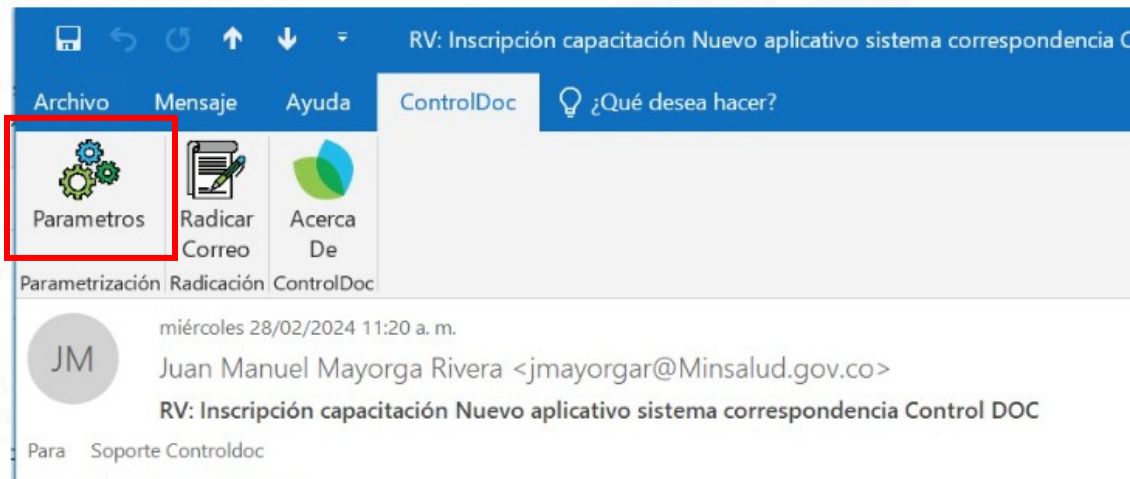 RV: Inscripción capacitación Nuevo aplicativo sistema correspondencia C
Archivo Mensaje Ayuda ControlDoc ¿Qué desea hacer?
Parametros Radicar Acerca
Correo De
Parametrización Radicación ControlDoc
miércoles 28/02/2024 11:20 a. m.
JM Juan Manuel Mayorga Rivera <jmayorgar@Minsalud.gov.co>
RV: Inscripción capacitación Nuevo aplicativo sistema correspondencia Control DOC
Para Soporte Controldoc